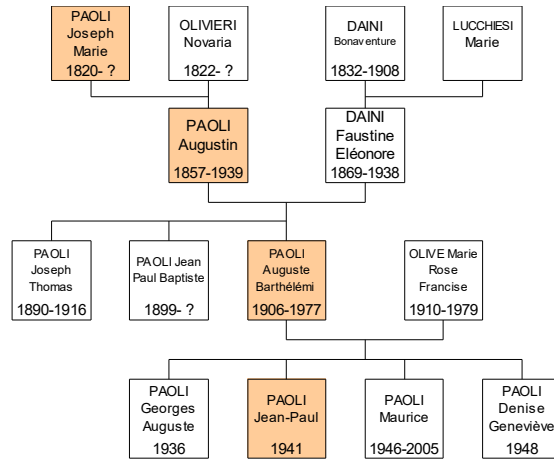 PAOLI
Joseph
Marie
1820- ?
OLIVIERI
Novaria
1822- ?
DAINI
Bonaventure
1832-1908
LUCCHIESI
Marie
PAOLI
Augustin
1857-1939
DAINI
Faustine
Eléonore
1869-1938
PAOLI
Joseph
Thomas
1890-1916
PAOLI Jean
Paul Baptiste
1899- ?
PAOLI
Auguste
Barthélémi
1906-1977
OLIVE Marie
Rose
Francise
1910-1979
PAOLI
Georges
Auguste
1936
PAOLI
Jean-Paul
1941
PAOLI
Maurice
1946-2005
PAOLI
Denise
Geneviève
1948